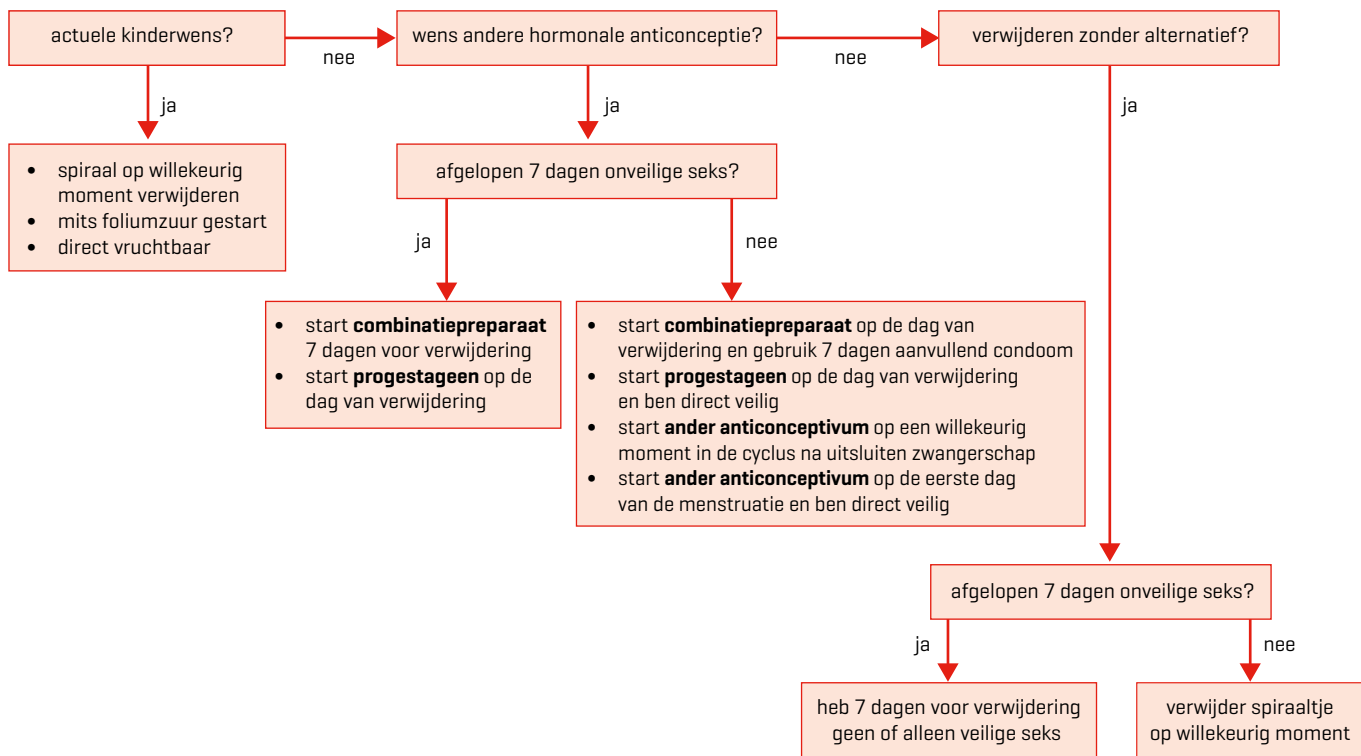 actuele kinderwens?
nee
wens andere hormonale anticonceptie?
nee
verwijderen zonder alternatief?
ja
ja
ja
• spiraal op willekeurig
moment verwijderen
• mits foliumzuur gestart
• direct vruchtbaar
afgelopen 7 dagen onveilige seks?
ja
nee
• start combinatiepreparaat
7 dagen voor verwijdering
• start progestageen op de
dag van verwijdering
• start combinatiepreparaat op de dag van
verwijdering en gebruik 7 dagen aanvullend condoom
• start progestageen op de dag van verwijdering
en ben direct veilig
• start ander anticonceptivum op een willekeurig
moment in de cyclus na uitsluiten zwangerschap
• start ander anticonceptivum op de eerste dag
van de menstruatie en ben direct veilig
afgelopen 7 dagen onveilige seks?
ja
nee
heb 7 dagen voor verwijdering
geen of alleen veilige seks
verwijder spiraaltje
op willekeurig moment